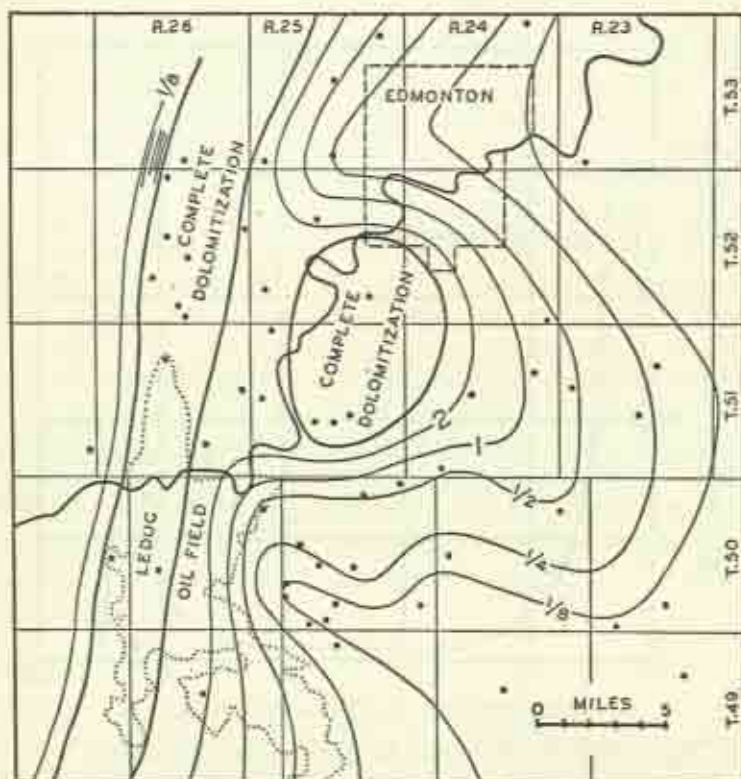 R.26
R.25
R.24
R.23
1/8
EDMONTON
T.53
COMPLETE
DOLOMITIZATION
T.52
COMPLETE
DOLOMITIZATION
T.51
2
1
1/2
LEDUC
OIL FIELD
1/4
T.50
1/8
MILES
0
5
T.49